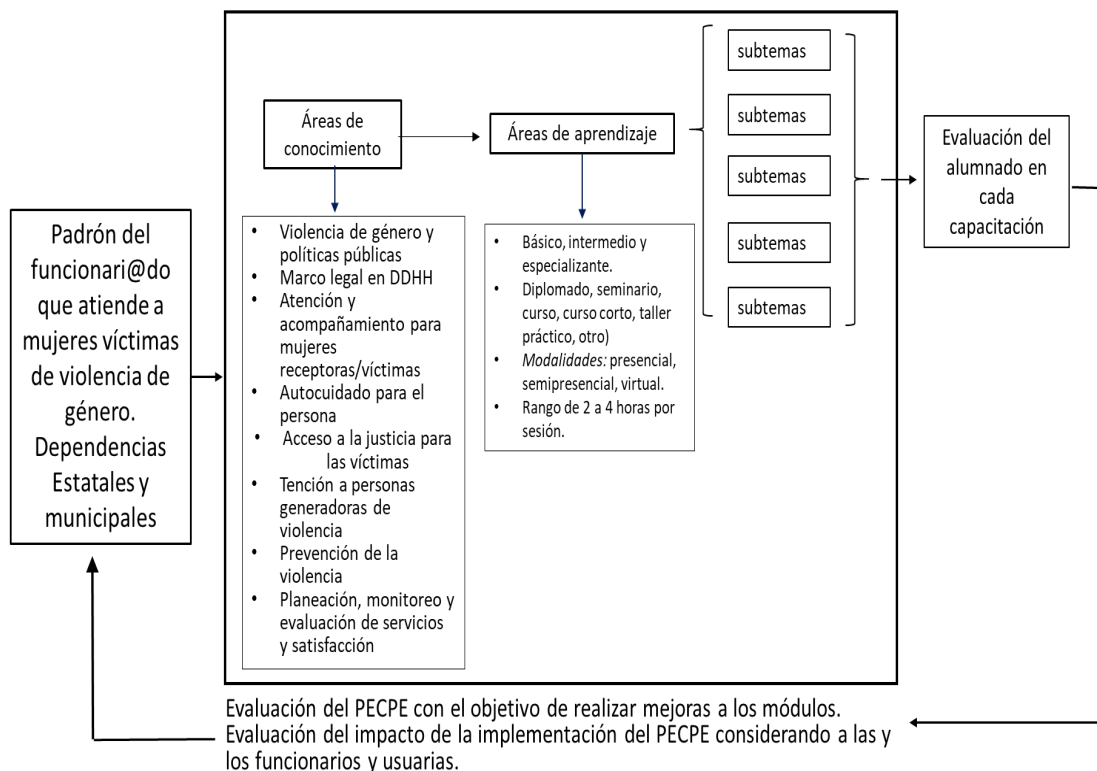 Padrón del
funcionari@do
que atiende a
mujeres víctimas
de violencia de
género.
Dependencias
Estatales y
municipales
Áreas de
conocimiento
• Violencia de género y
políticas públicas
• Marco legal en DDHH
• Atención y
acompañamiento para
mujeres
receptoras/víctimas
• Autocuidado para el
persona
• Acceso a la justicia para
las víctimas
• Tención a personas
generadoras de
violencia
• Prevención de la
violencia
• Planeación, monitoreo y
evaluación de servicios
y satisfacción
Áreas de aprendizaje
• Básico, intermedio y
especializante.
• Diplomado, seminario,
curso, curso corto, taller
práctico, otro)
• Modalidades: presencial,
semipresencial, virtual.
• Rango de 2 a 4 horas por
sesión.
subtemas
subtemas
subtemas
subtemas
subtemas
Evaluación del
alumnado en
cada
capacitación
Evaluación del PECPE con el objetivo de realizar mejoras a los módulos.
Evaluación del impacto de la implementación del PECPE considerando a las y
los funcionarios y usuarias.